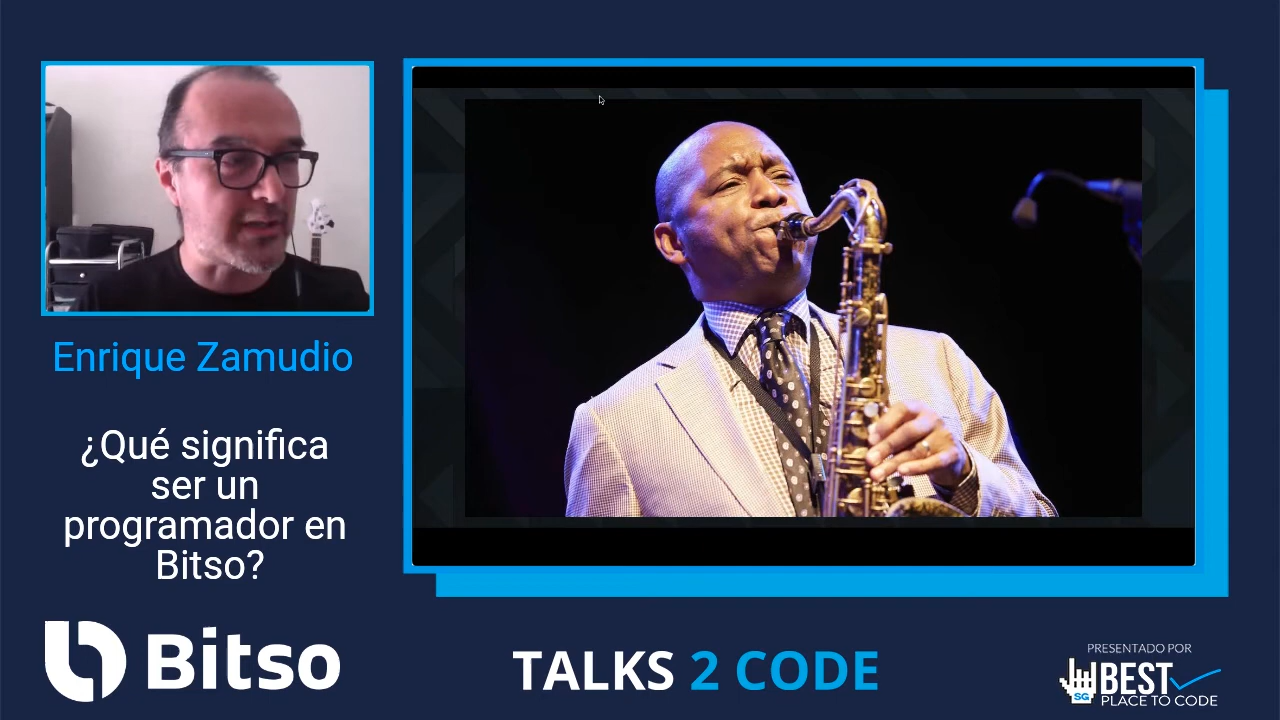 Enrique Zamudio
¿Qué significa
ser un
programador en
Bitso?
Bitso
TALKS 2 CODE
PRESENTADO POR
SG
BEST
PLACE TO CODE